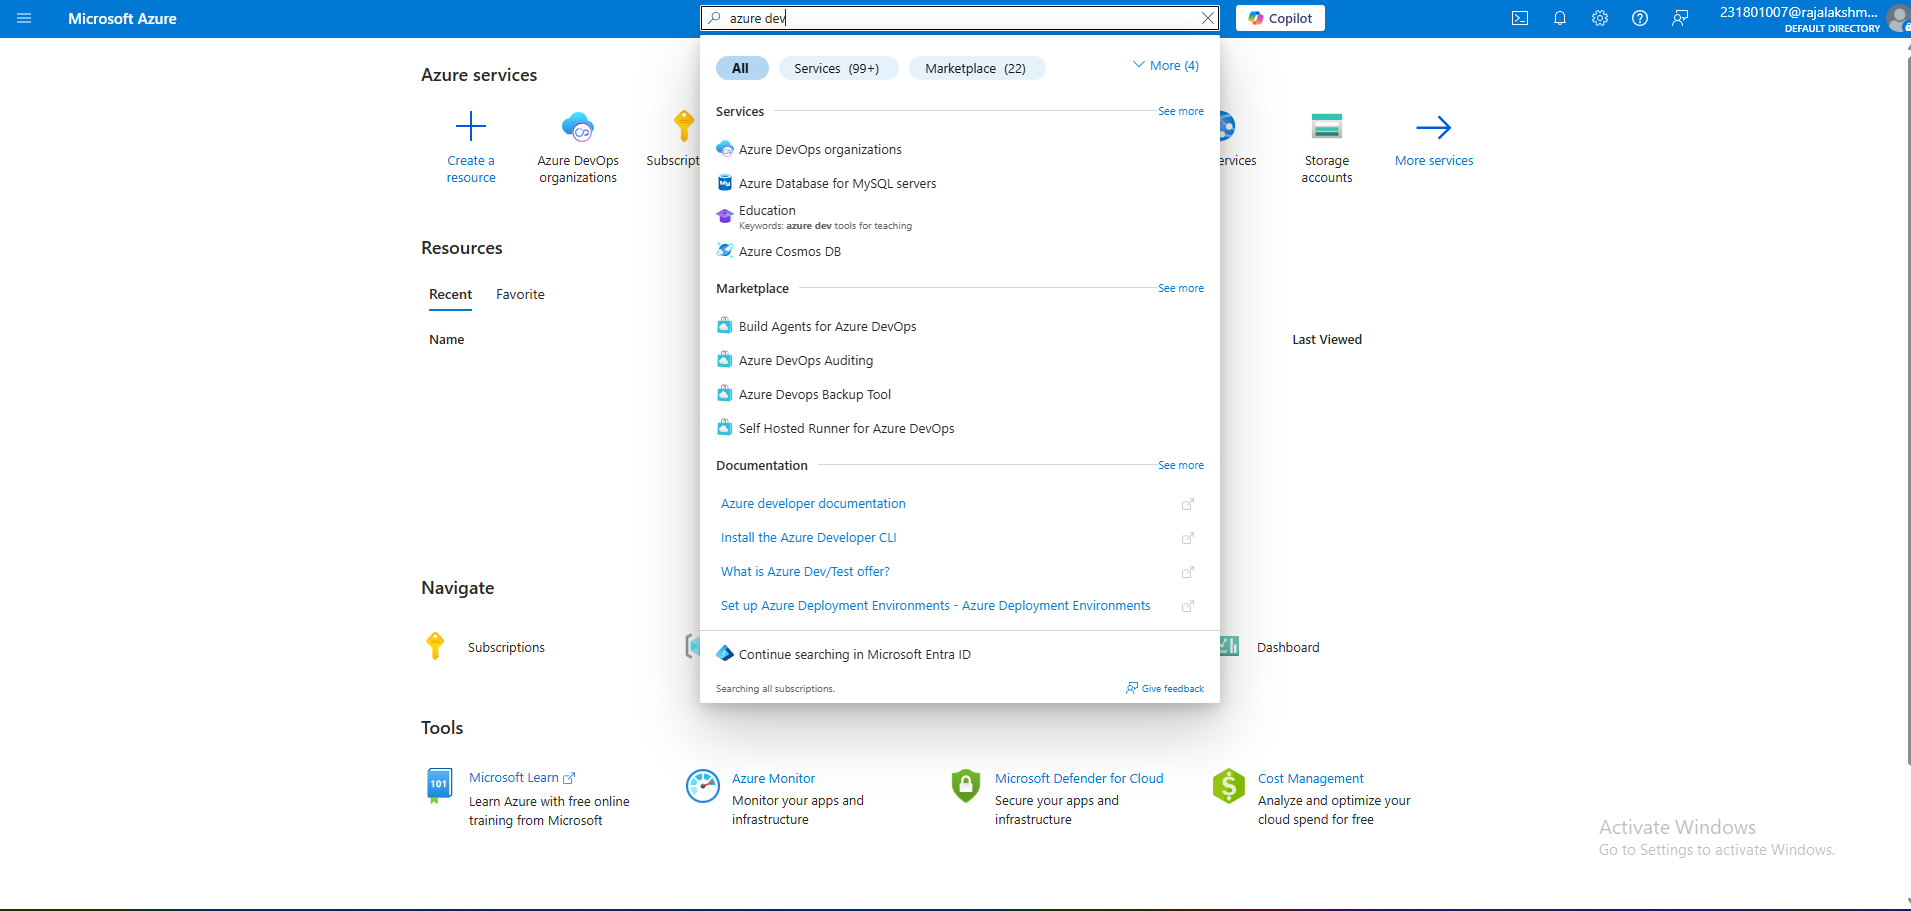 Microsoft Azure
azure dev
Copilot
231801007@rajalakshm...
DEFAULT DIRECTORY
All
Services (99+)
Marketplace (22)
More (4)
Services
See more
Azure DevOps organizations
Azure Database for MySQL servers
Education
Keywords: azure dev tools for teaching
Azure Cosmos DB
Marketplace
See more
Build Agents for Azure DevOps
Azure DevOps Auditing
Azure Devops Backup Tool
Self Hosted Runner for Azure DevOps
Documentation
See more
Azure developer documentation
Install the Azure Developer CLI
What is Azure Dev/Test offer?
Set up Azure Deployment Environments - Azure Deployment Environments
Continue searching in Microsoft Entra ID
Searching all subscriptions.
Give feedback
Azure services
Create a
resource
Azure DevOps
organizations
Subscript
ervices
Storage
accounts
More services
Resources
Recent
Favorite
Name
Last Viewed
Navigate
Subscriptions
Dashboard
Tools
101
Microsoft Learn
Learn Azure with free online
training from Microsoft
Azure Monitor
Monitor your apps and
infrastructure
Microsoft Defender for Cloud
Secure your apps and
infrastructure
Cost Management
Analyze and optimize your
cloud spend for free
Activate Windows
Go to Settings to activate Windows.